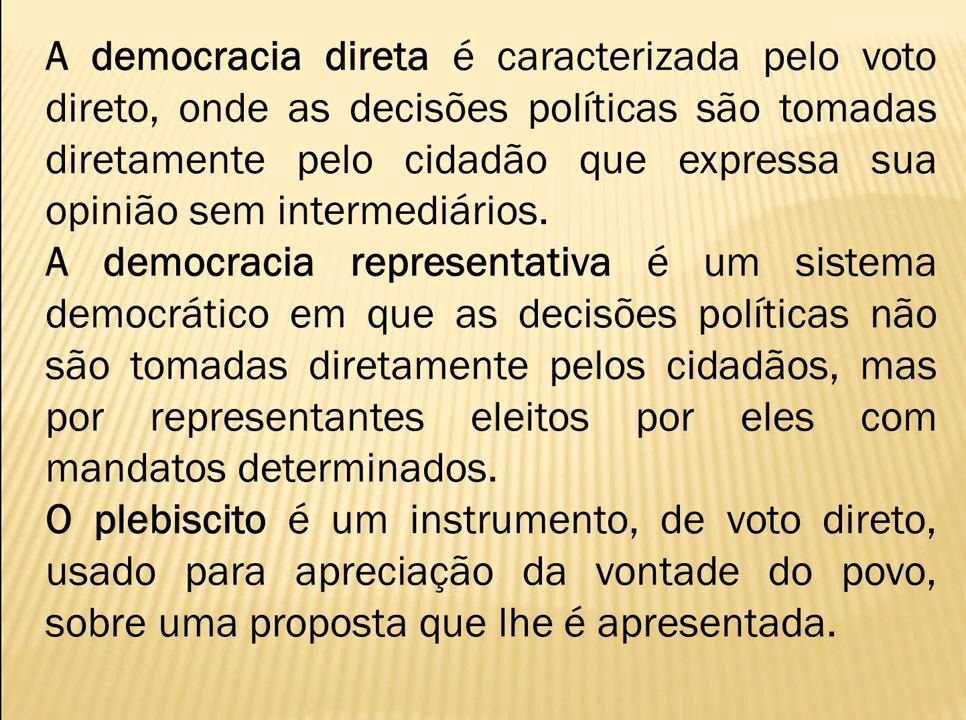 A democracia direta é caracterizada pelo voto
direto, onde as decisões políticas são tomadas
diretamente pelo cidadão que expressa sua
opinião sem intermediários.
A democracia representativa é um sistema
democrático em que as decisões políticas não
são tomadas diretamente pelos cidadãos, mas
por representantes eleitos por eles com
mandatos determinados.
O plebiscito é um instrumento, de voto direto,
usado para apreciação da vontade do povo,
sobre uma proposta que lhe é apresentada.